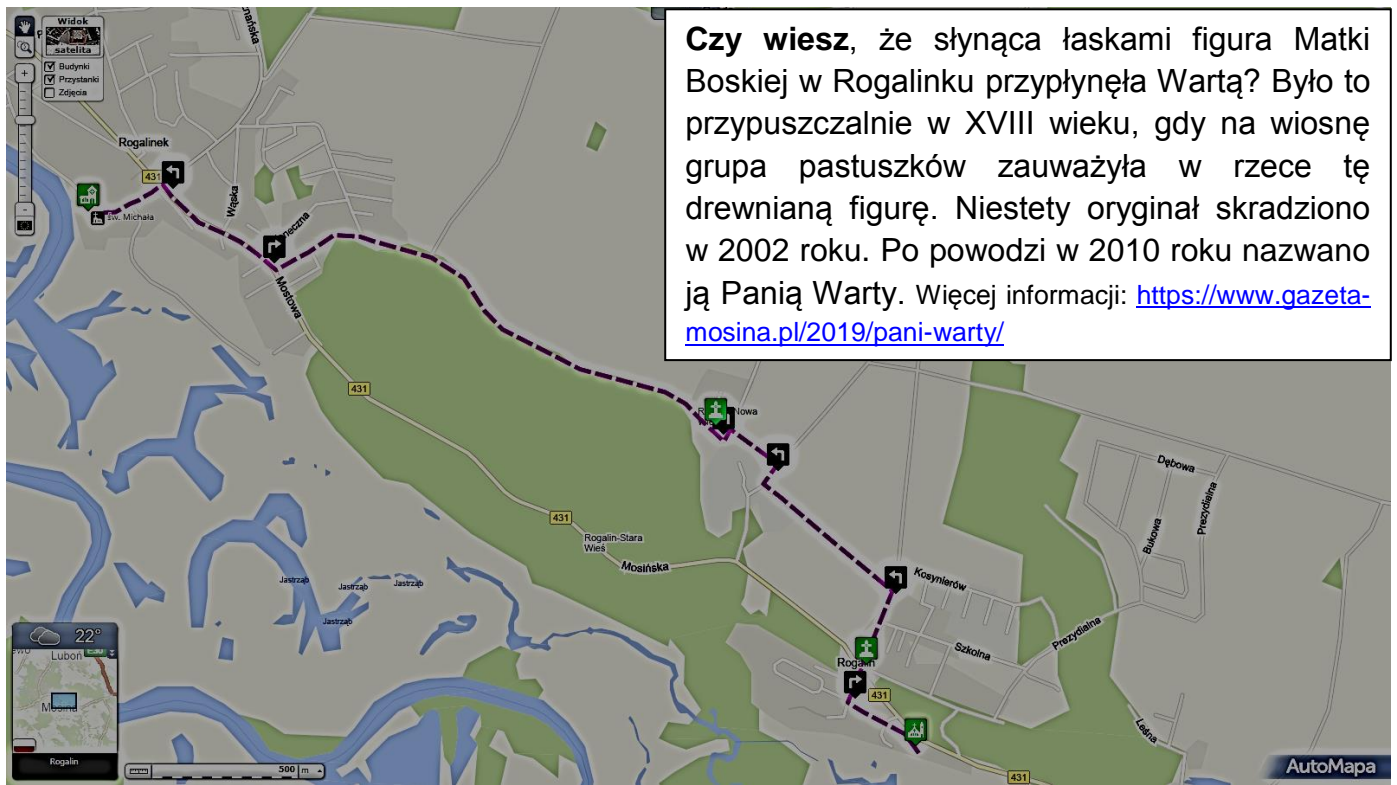 Widok
satelita
Budynki
Przystanki
Zdjęcia
Czy wiesz, że słynąca łaskami figura Matki
Boskiej w Rogalinku przypłynęła Wartą? Było to
przypuszczalnie w XVIII wieku, gdy na wiosnę
grupa pastuszków zauważyła w rzece tę
drewnianą figurę. Niestety oryginał skradziono
w 2002 roku. Po powodzi w 2010 roku nazwano
ją Panią Warty. Więcej informacji: https://www.gazeta-
mosina.pl/2019/pani-warty/
Rogalinek
431
św. Michała
Wąska
Mostowa
431
Nowa
Dębowa
Prezydialna
Bukowa
431
Rogalin-Stara
Wieś
Mosińska
Kosynierów
Jastrząb
Jastrząb
Jastrząb
Jastrząb
Szkolna
Prezydialna
Rogalin
431
Leśna
22°
Luboń
Mosina
Rogalin
500 m
431
AutoMapa